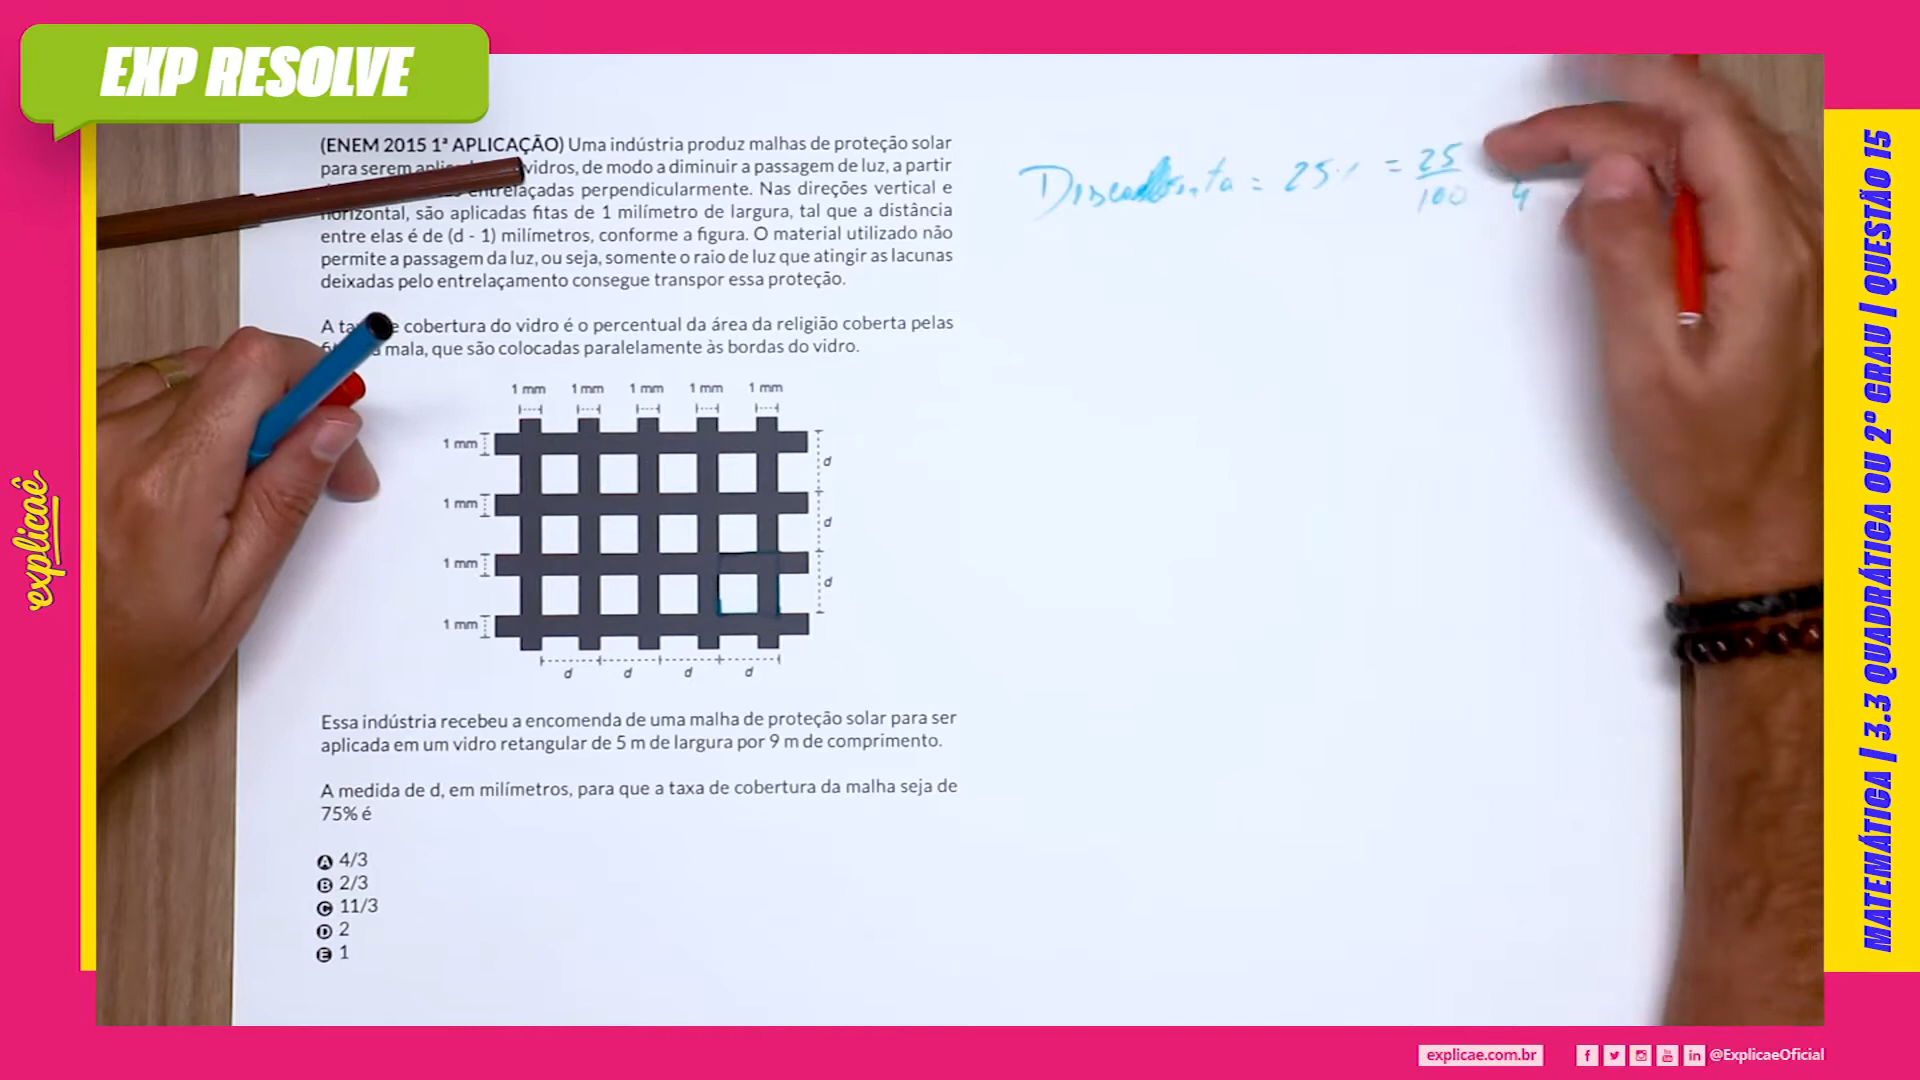 EXP RESOLVE
(ENEM 2015 1ª APLICAÇÃO) Uma indústria produz malhas de proteção solar
para serem vidros, de modo a diminuir a passagem de luz, a partir
entrelaçadas perpendicularmente. Nas direções vertical e
horizontal, são aplicadas fitas de 1 milímetro de largura, tal que a distância
entre elas é de (d - 1) milímetros, conforme a figura. O material utilizado não
permite a passagem da luz, ou seja, somente o raio de luz que atingir as lacunas
deixadas pelo entrelaçamento consegue transpor essa proteção.
A cobertura do vidro é o percentual da área da religião coberta pelas
mala, que são colocadas paralelamente às bordas do vidro.
1 mm 1 mm 1 mm 1 mm 1 mm
1 mm
d
1 mm
d
1 mm
d
1 mm
d d d d
Essa indústria recebeu a encomenda de uma malha de proteção solar para ser
aplicada em um vidro retangular de 5 m de largura por 9 m de comprimento.
A medida de d, em milímetros, para que a taxa de cobertura da malha seja de
75% é
A 4/3
B 2/3
C 11/3
D 2
E 1
= 25% = 25/100
4
explicaê
MATEMÁTICA | 3.3 QUADRÁTICA OU 2º GRAU | QUESTÃO 15
explicae.com.br
@ExplicaeOficial